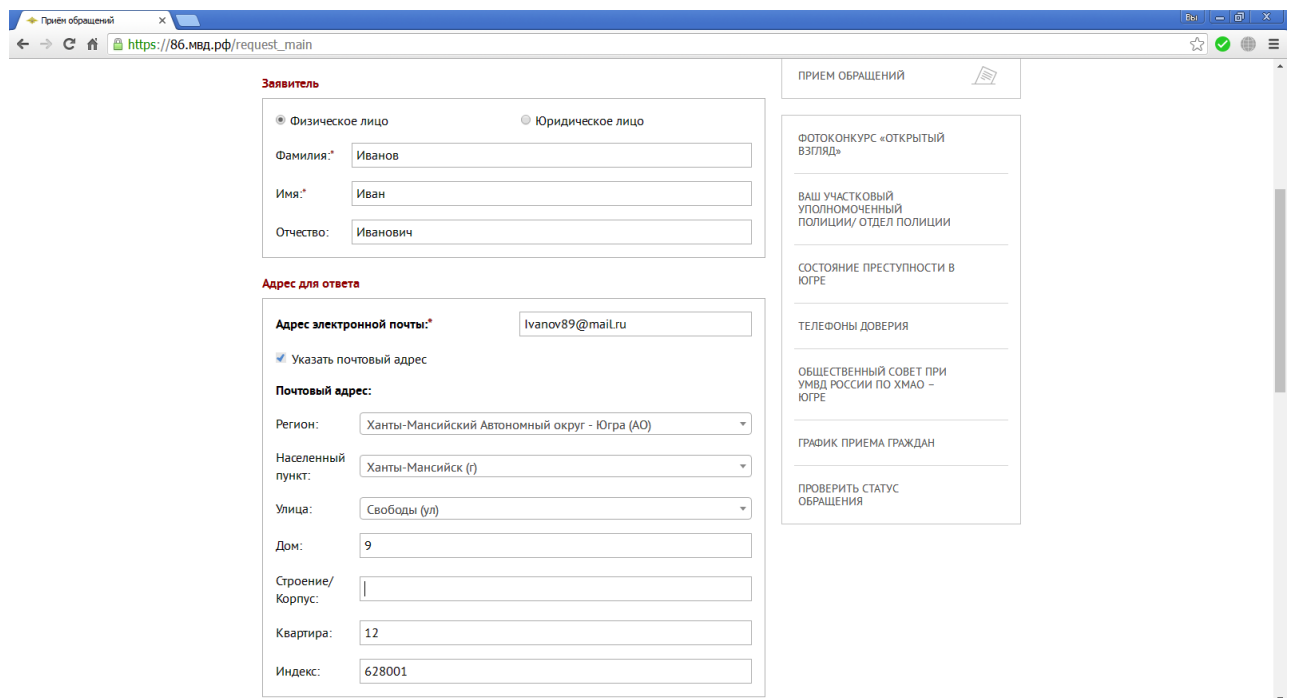 Приём обращений
Вы
https://86.мвд.рф/request_main
Заявитель
Физическое лицо
Юридическое лицо
Фамилия:*
Иванов
Имя:*
Иван
Отчество:
Иванович
Адрес для ответа
Адрес электронной почты:*
Ivanov89@mail.ru
Указать почтовый адрес
Почтовый адрес:
Регион:
Ханты-Мансийский Автономный округ - Югра (АО)
Населенный
пункт:
Ханты-Мансийск (г)
Улица:
Свободы (ул)
Дом:
9
Строение/
Корпус:
Квартира:
12
Индекс:
628001
ПРИЕМ ОБРАЩЕНИЙ
ФОТОКОНКУРС «ОТКРЫТЫЙ
ВЗГЛЯД»
ВАШ УЧАСТКОВЫЙ
УПОЛНОМОЧЕННЫЙ
ПОЛИЦИИ/ ОТДЕЛ ПОЛИЦИИ
СОСТОЯНИЕ ПРЕСТУПНОСТИ В
ЮГРЕ
ТЕЛЕФОНЫ ДОВЕРИЯ
ОБЩЕСТВЕННЫЙ СОВЕТ ПРИ
УМВД РОССИИ ПО ХМАО –
ЮГРЕ
ГРАФИК ПРИЕМА ГРАЖДАН
ПРОВЕРИТЬ СТАТУС
ОБРАЩЕНИЯ